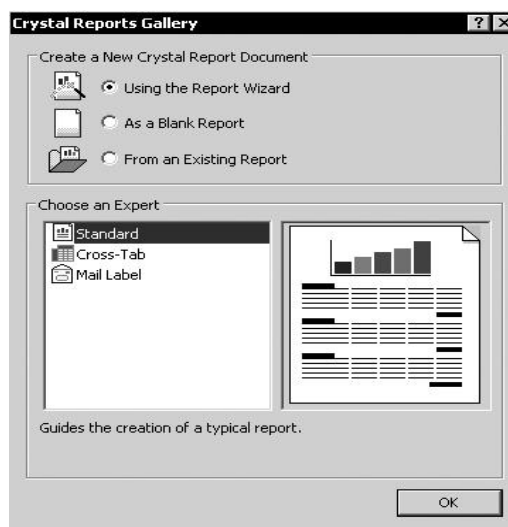 Crystal Reports Gallery
Create a New Crystal Report Document
Using the Report Wizard
As a Blank Report
From an Existing Report
Choose an Expert
Standard
Cross-Tab
Mail Label
Guides the creation of a typical report.
OK